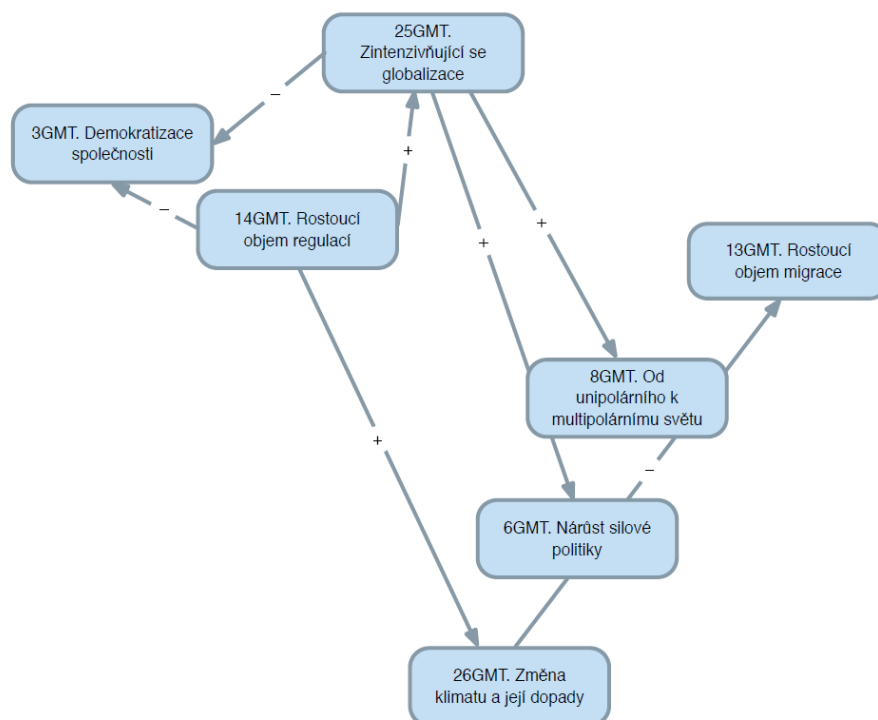 25GMT.
Zintenzivňující se
globalizace
–
3GMT. Demokratizace
společnosti
+
–
14GMT. Rostoucí
objem regulací
+
+
13GMT. Rostoucí
objem migrace
8GMT. Od
unipolárního k
multipolárnímu světu
+
–
6GMT. Nárůst silové
politiky
26GMT. Změna
klimatu a její dopady